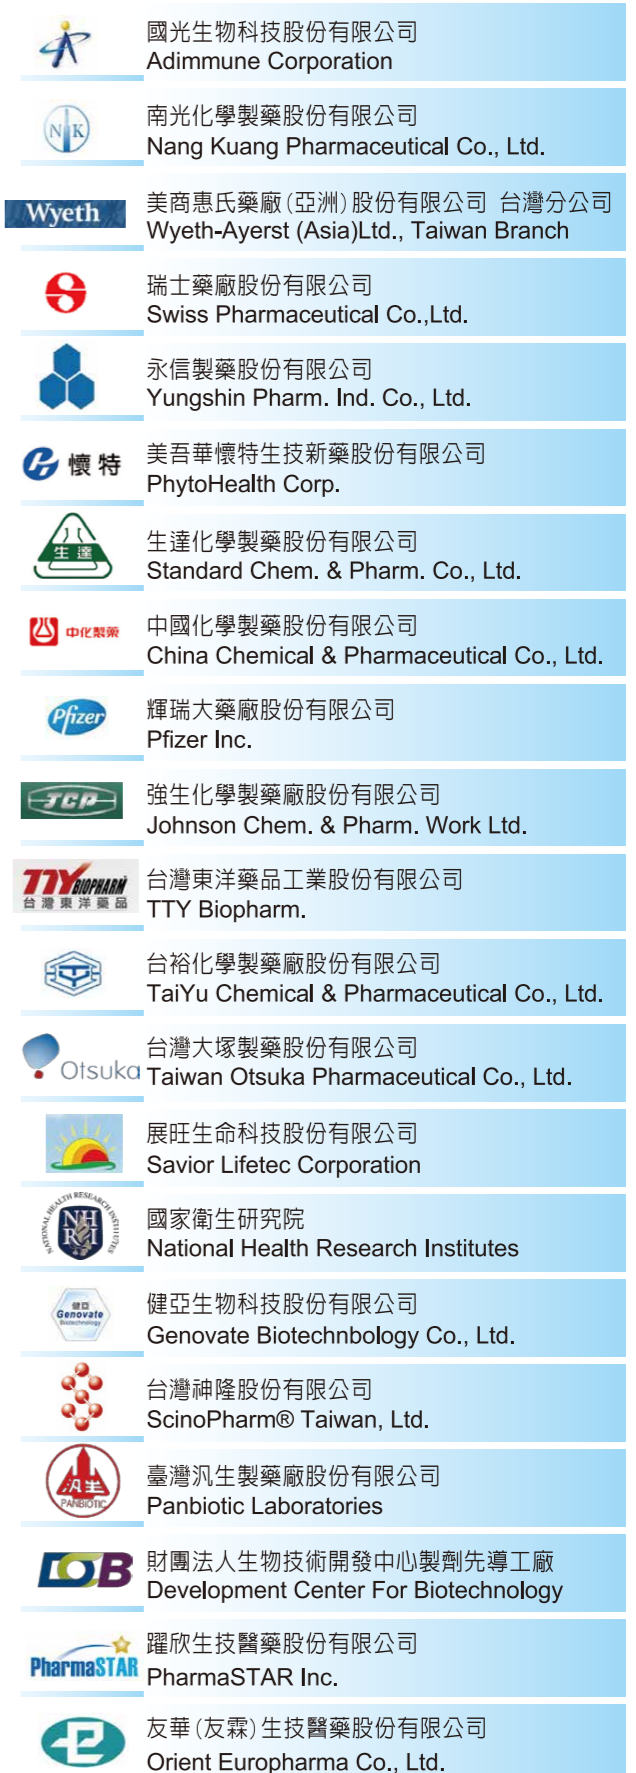 國光生物科技股份有限公司
Adimmune Corporation
NK
南光化學製藥股份有限公司
Nang Kuang Pharmaceutical Co., Ltd.
Wyeth
美商惠氏藥廠(亞洲)股份有限公司 台灣分公司
Wyeth-Ayerst (Asia)Ltd., Taiwan Branch
瑞士藥廠股份有限公司
Swiss Pharmaceutical Co.,Ltd.
永信製藥股份有限公司
Yungshin Pharm. Ind. Co., Ltd.
懷特
美吾華懷特生技新藥股份有限公司
PhytoHealth Corp.
生達
生達化學製藥股份有限公司
Standard Chem. & Pharm. Co., Ltd.
中化製藥
中國化學製藥股份有限公司
China Chemical & Pharmaceutical Co., Ltd.
Pfizer
輝瑞大藥廠股份有限公司
Pfizer Inc.
JCP
強生化學製藥廠股份有限公司
Johnson Chem. & Pharm. Work Ltd.
TTY BIOPHARM
台灣東洋藥品
台灣東洋藥品工業股份有限公司
TTY Biopharm.
台裕化學製藥廠股份有限公司
TaiYu Chemical & Pharmaceutical Co., Ltd.
Otsuka
台灣大塚製藥股份有限公司
Taiwan Otsuka Pharmaceutical Co., Ltd.
展旺生命科技股份有限公司
Savior Lifetec Corporation
NATIONAL HEALTH RESEARCH INSTITUTES
NH
RI
國家衛生研究院
National Health Research Institutes
健亞
Genovate
Biotechnology
健亞生物科技股份有限公司
Genovate Biotechnbology Co., Ltd.
台灣神隆股份有限公司
ScinoPharm® Taiwan, Ltd.
汎生
PANBIOTIC
臺灣汎生製藥廠股份有限公司
Panbiotic Laboratories
DCB
財團法人生物技術開發中心製劑先導工廠
Development Center For Biotechnology
PharmaSTAR
躍欣生技醫藥股份有限公司
PharmaSTAR Inc.
友華(友霖)生技醫藥股份有限公司
Orient Europharma Co., Ltd.